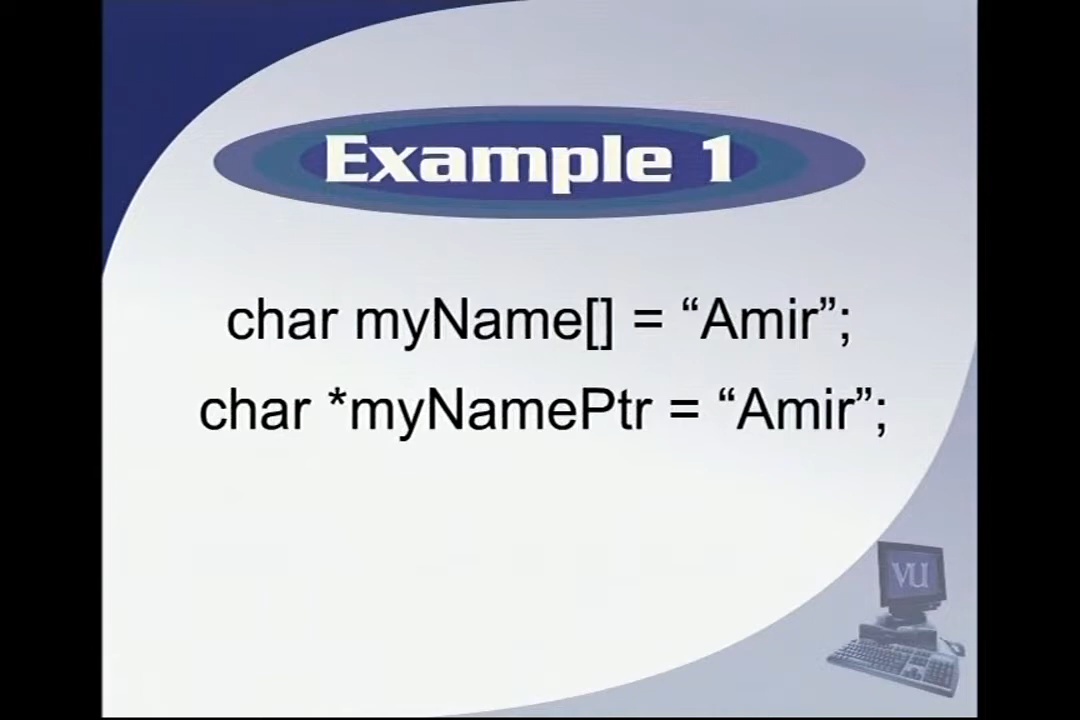 Example 1
char myName[] = “Amir”;
char *myNamePtr = “Amir”;
VU